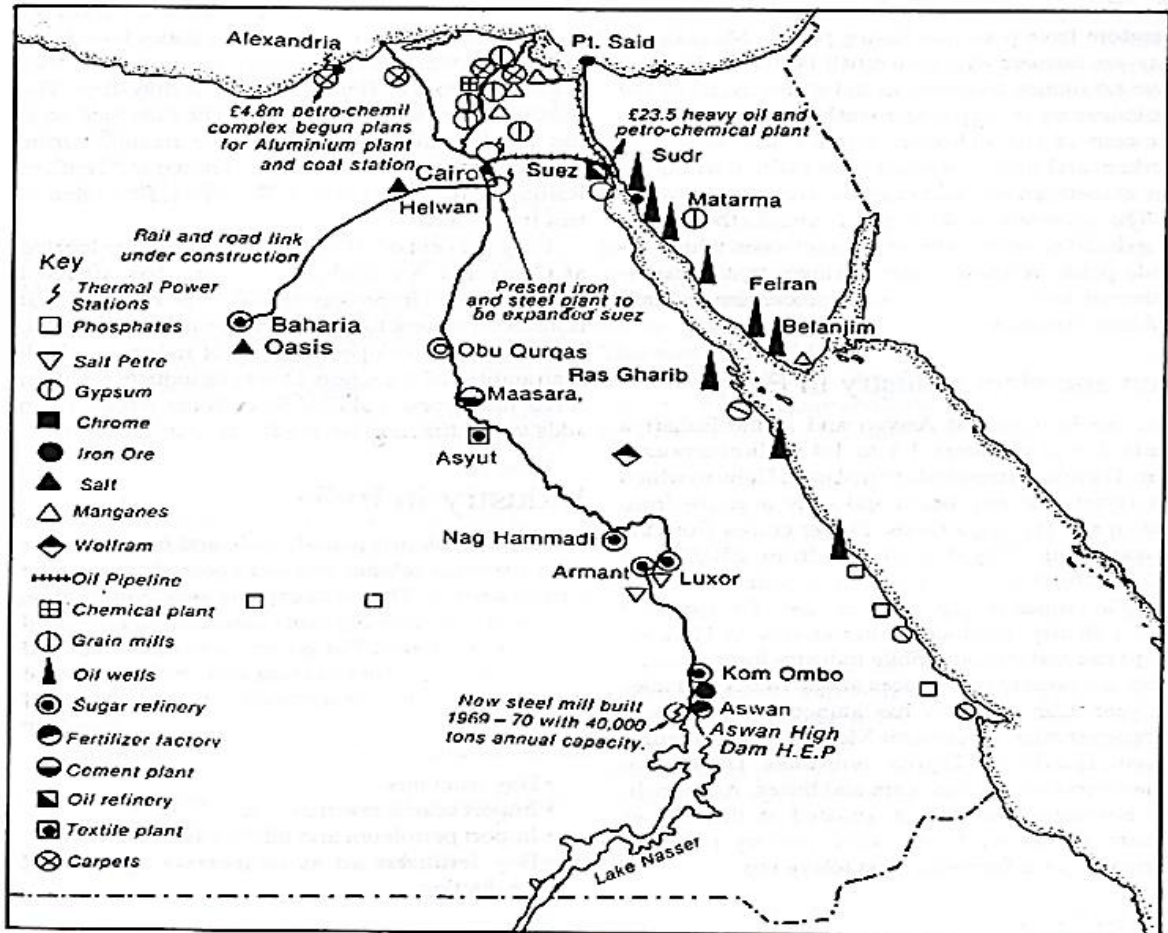 Alexandria
Pt. Said
£4.8m petro-chemil
complex begun plans
for Aluminium plant
and coal station
£23.5 heavy oil and
petro-chemical plant
Sudr
Suez
Cairo
Matarma
Helwan
Rail and road link
under construction
Key
Thermal Power
Stations
Phosphates
Salt
Gypsum
Chrome
Iron Ore
Salt
Manganes
Wolfram
Oil Pipeline
Chemical plant
Grain mills
Oil wells
Sugar refinery
Fertilizer factory
Cement plant
Oil refinery
Textile plant
Carpets
Present iron
and steel plant to
be expanded suez
Feiran
Baharia
Oasis
Belanjim
Obu Qurqas
Ras Gharib
Maasara,
Asyut
Nag Hammadi
Armant
Luxor
Kom Ombo
Now steel mill built
1969 – 70 with 40,000
tons annual capacity.
Aswan
Aswan High
Dam H.E.P
Lake Nasser